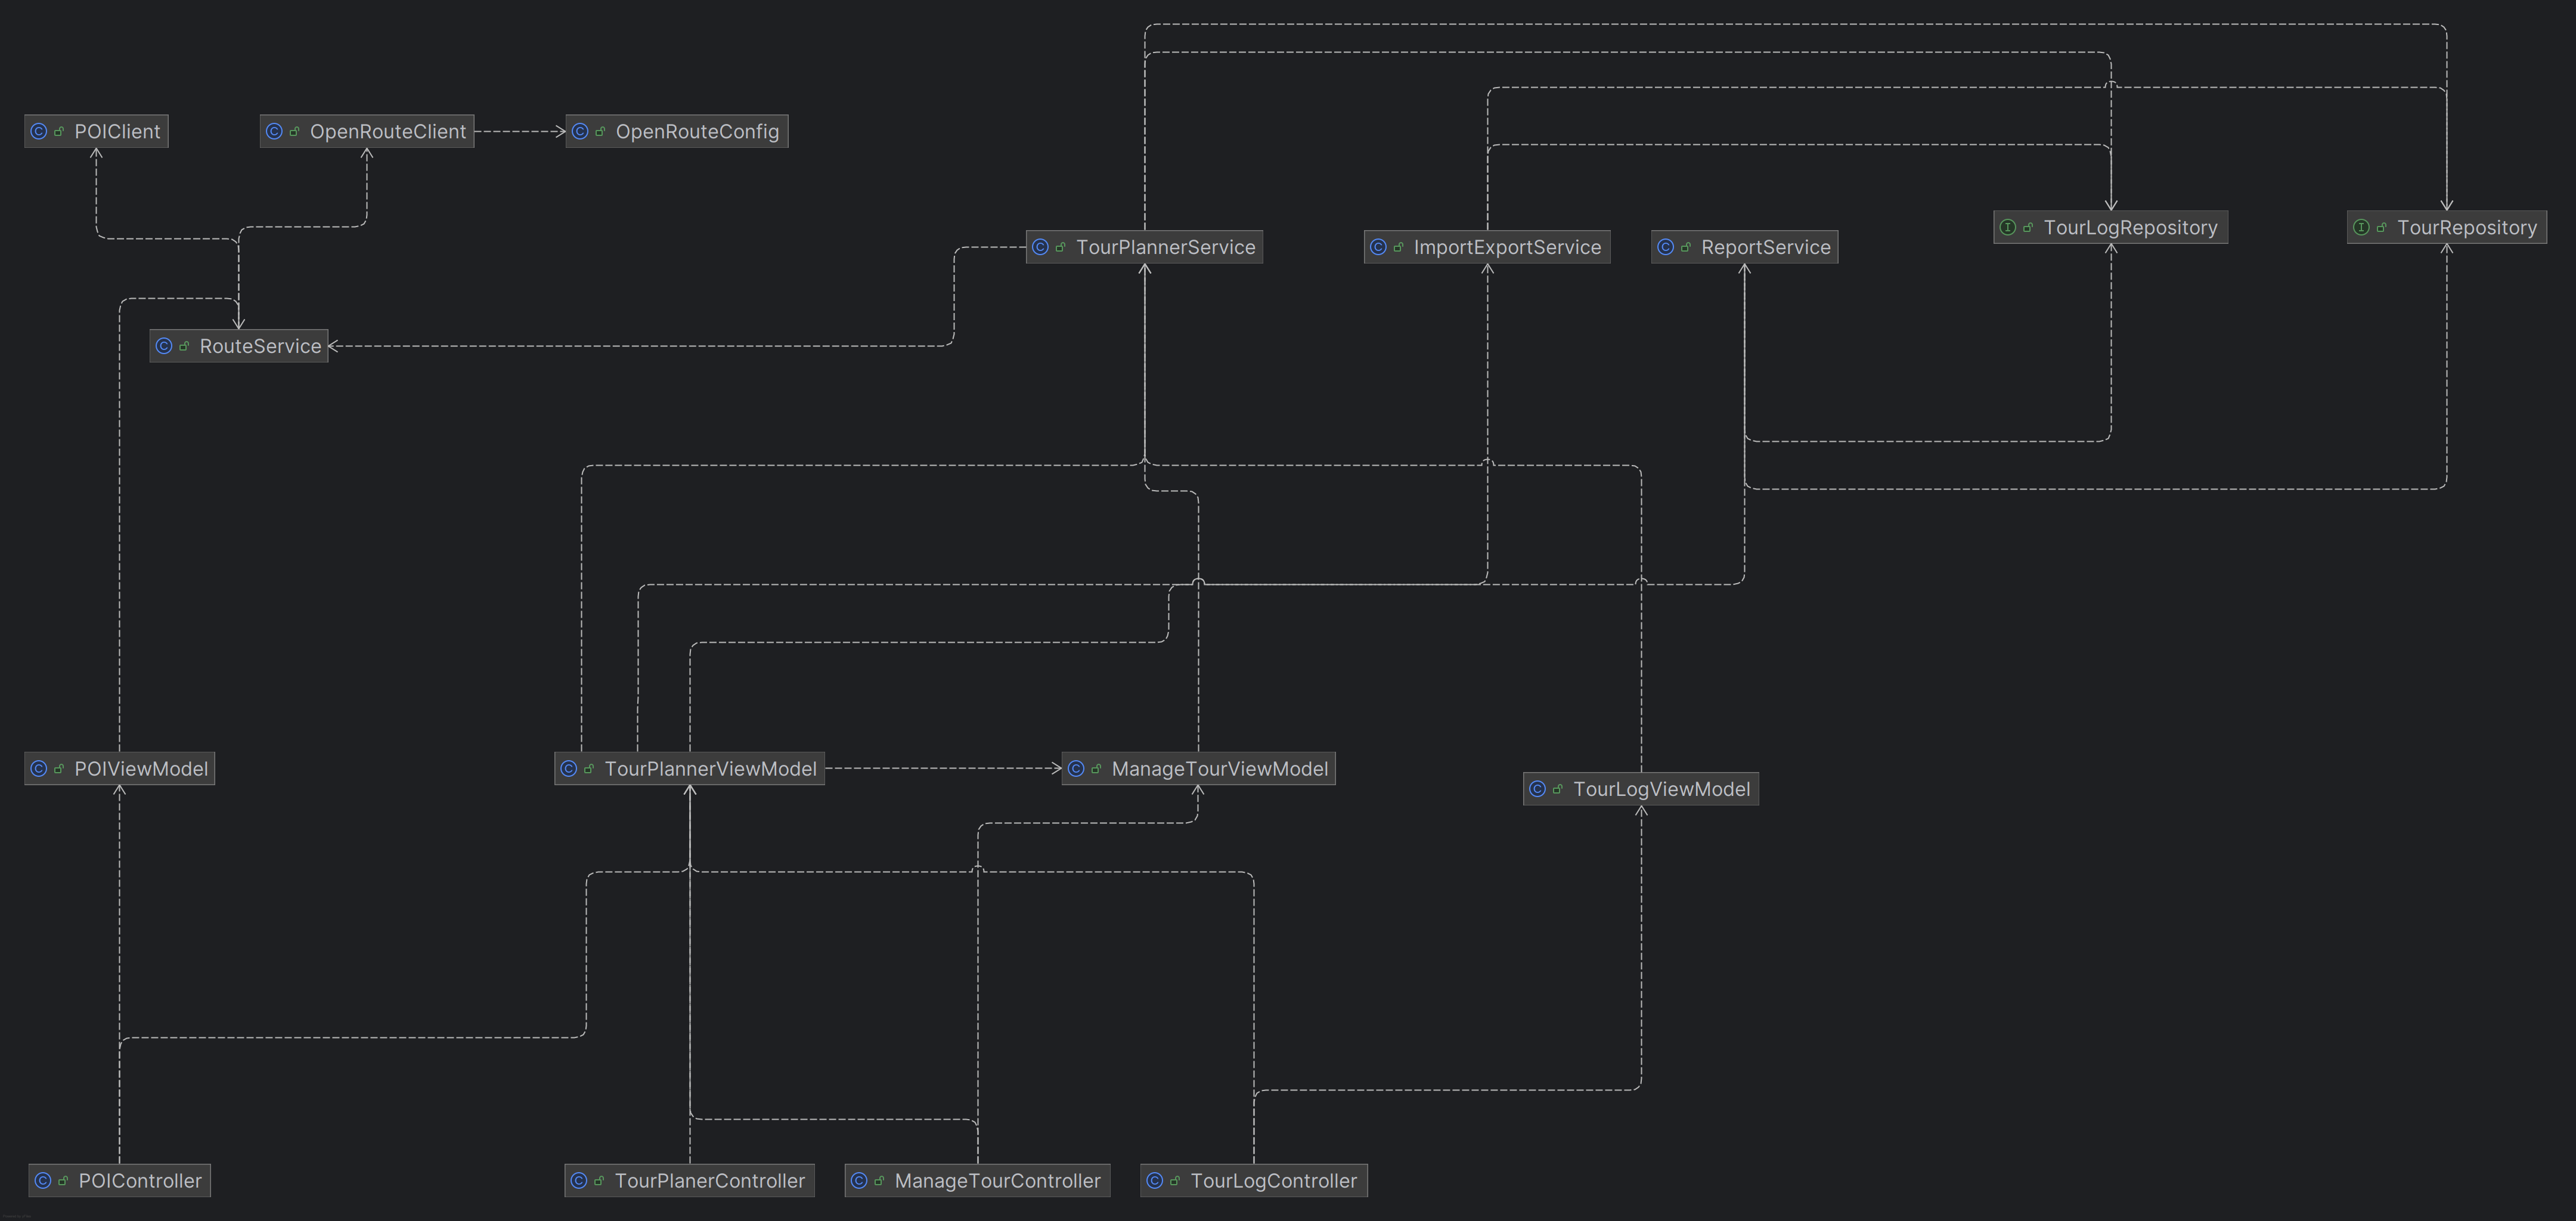 POIClient
OpenRouteClient
OpenRouteConfig
TourLogRepository
TourRepository
TourPlannerService
ImportExportService
ReportService
RouteService
POIViewModel
TourPlannerViewModel
ManageTourViewModel
TourLogViewModel
POIController
TourPlanerController
ManageTourController
TourLogController